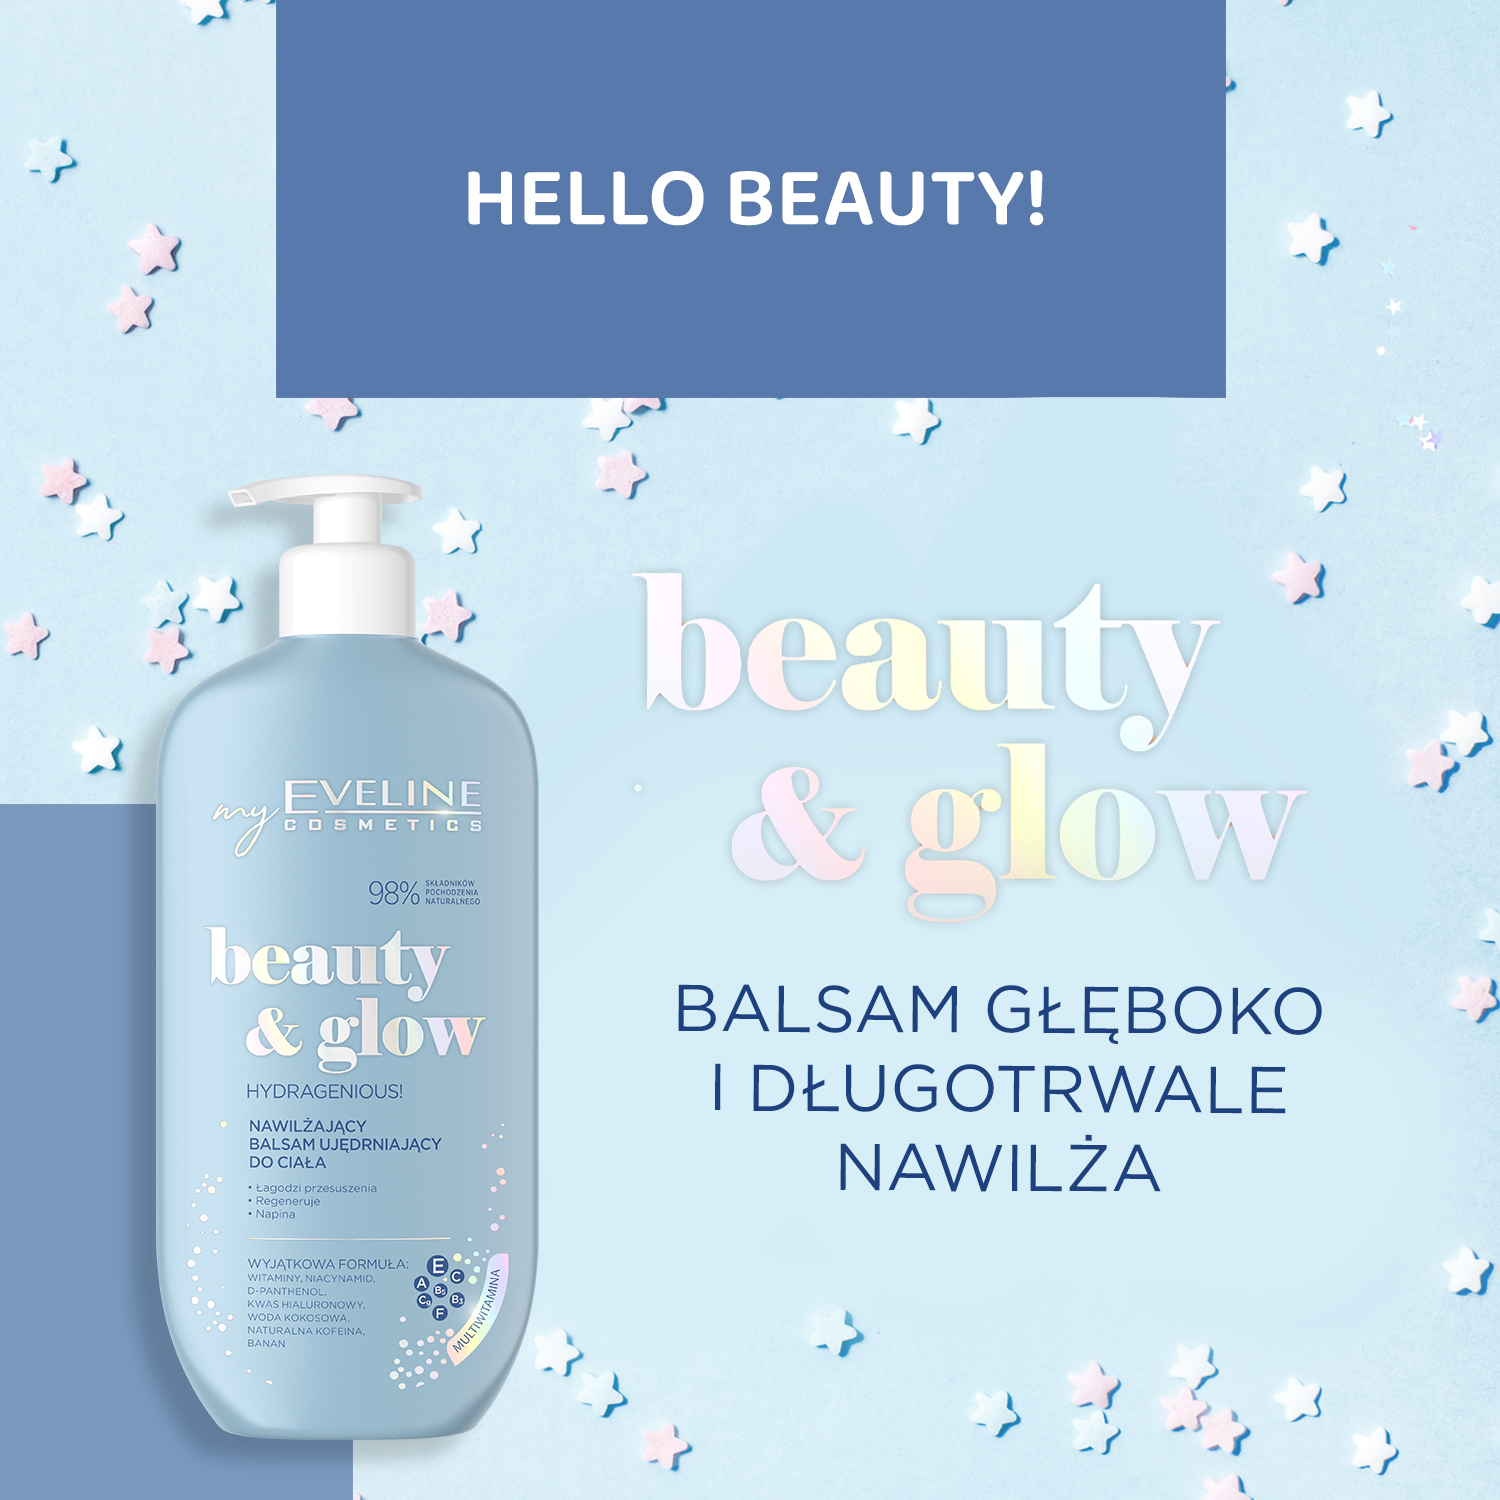 HELLO BEAUTY!
beauty
& glow
BALSAM GŁĘBOKO
I DŁUGOTRWALE
NAWILŻA
my EVELINE
COSMETICS
98% SKŁADNIKÓW
POCHODZENIA
NATURALNEGO
beauty
& glow
HYDRAGENIOUS!
NAWILŻAJĄCY
BALSAM UJĘDRNIAJĄCY
DO CIAŁA
• Łagodzi przesuszenia
• Regeneruje
• Napina
WYJĄTKOWA FORMUŁA:
WITAMINY, NIACYNAMID,
D-PANTHENOL,
KWAS HIALURONOWY,
WODA KOKOSOWA,
NATURALNA KOFEINA,
BANAN
E
A C
B5
Cg B3
F
MULTIWITAMINA